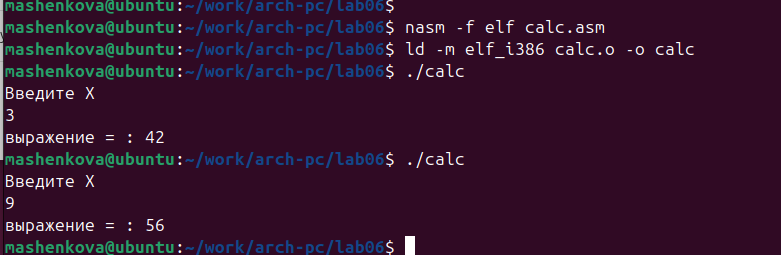 mashenkova@ubuntu:~/work/arch-pc/lab06$
mashenkova@ubuntu:~/work/arch-pc/lab06$ nasm -f elf calc.asm
mashenkova@ubuntu:~/work/arch-pc/lab06$ ld -m elf_i386 calc.o -o calc
mashenkova@ubuntu:~/work/arch-pc/lab06$ ./calc
Введите X
3
выражение = : 42
mashenkova@ubuntu:~/work/arch-pc/lab06$ ./calc
Введите X
9
выражение = : 56
mashenkova@ubuntu:~/work/arch-pc/lab06$